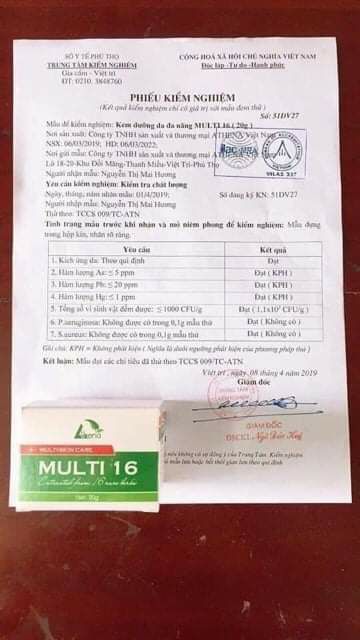 SỞ Y TẾ PHÚ THỌ
TRUNG TÂM KIỂM NGHIỆM
Gia cẩm - Việt trì
ĐT: 0210. 3848760
CỘNG HOÀ XÃ HỘI CHỦ NGHĨA VIỆT NAM
Độc lập -Tự do -Hạnh phúc
PHIẾU KIỂM NGHIỆM
(Kết quả kiểm nghiệm chỉ có giá trị với mẫu đem thử)
Số: 51DV27
Mẫu để kiểm nghiệm: Kem dưỡng da đa năng MULTI 16 ( 20g )
Nơi sản xuất: Công ty TNHH sản xuất và thương mại ATHENA Việt Nam
NSX: 06/03/2019; HD: 06/03/2022;
Nơi gửi mẫu: Công ty TNHH sản xuất và thương mại ATHENA Việt
Lô 18-2Mon Khu Đồi Măng-Thanh Miếu-Việt Trì-Phú Thọ
Người nhận mẫu: Nguyễn Thị Mai Hương
VILAS 237
Yêu cầu kiểm nghiệm: Kiểm tra chất lượng
Ngày, tháng, năm nhận mẫu: 01/4/2019;
Số đăng ký KN: 51DV27
Người nhập mẫu: Nguyễn Thị Mai Hương
Thử theo: TCCS 009/TC-ATN
Tình trạng mẫu trước khi nhận và mở niêm phong để kiểm nghiệm: Mẫu đựng
trong hộp kín, nhãn rõ ràng.
Yêu cầu
Kết quả
1. Kích ứng da: Theo qui định
Đạt
2. Hàm lượng As: ≤ 5 ppm
Đạt ( KPH )
3. Hàm lượng Pb: ≤ 20 ppm
Đạt ( KPH )
4. Hàm lượng Hg: ≤ 1 ppm
Đạt ( KPH )
5. Tổng số vi sinh vật đếm được: ≤ 1000 CFU/g
Đạt ( 1,1x10² CFU/g )
6. P.aeruginosa: Không được có trong 0,1g mẫu thử
Đạt ( Không có )
7. S.aureus: Không được có trong 0,1g mẫu thử
Đạt ( Không có )
Ghi chú: KPH = Không phát hiện ( Nghĩa là dưới ngưỡng phát hiện của phương pháp thử )
Kết luận: Mẫu đạt các chỉ tiêu đã thử theo TCCS 009/TC-ATN
Việt trì , ngày 08 tháng 4 năm 2019
Giám đốc
GIÁM ĐỐC
MULTI 16